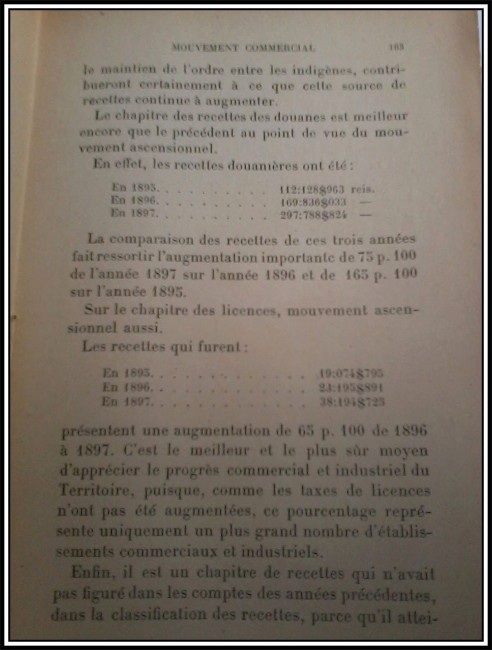 MOUVEMENT COMMERCIAL 103
le maintien de l'ordre entre les indigènes, contri-
bueront certainement à ce que cette source de
recettes continue à augmenter.
Le chapitre des recettes des douanes est meilleur
encore que le précédent au point de vue du mou-
vement ascensionnel.
En effet, les recettes douanières ont été :
En 1895. . . . . . . . . . 112:128$963 reis.
En 1896. . . . . . . . . . 169:836$033 —
En 1897. . . . . . . . . . 297:788$824 —
La comparaison des recettes de ces trois années
fait ressortir l'augmentation importante de 75 p. 100
de l'année 1897 sur l'année 1896 et de 165 p. 100
sur l'année 1895.
Sur le chapitre des licences, mouvement ascen-
sionnel aussi.
Les recettes qui furent :
En 1895. . . . . . . . . . 19:074$795
En 1896. . . . . . . . . . 23:195$891
En 1897. . . . . . . . . . 38:194$723
présentent une augmentation de 65 p. 100 de 1896
à 1897. C'est le meilleur et le plus sûr moyen
d'apprécier le progrès commercial et industriel du
Territoire, puisque, comme les taxes de licences
n'ont pas été augmentées, ce pourcentage repré-
sente uniquement un plus grand nombre d'établis-
sements commerciaux et industriels.
Enfin, il est un chapitre de recettes qui n'avait
pas figuré dans les comptes des années précédentes,
dans la classification des recettes, parce qu'il attei-